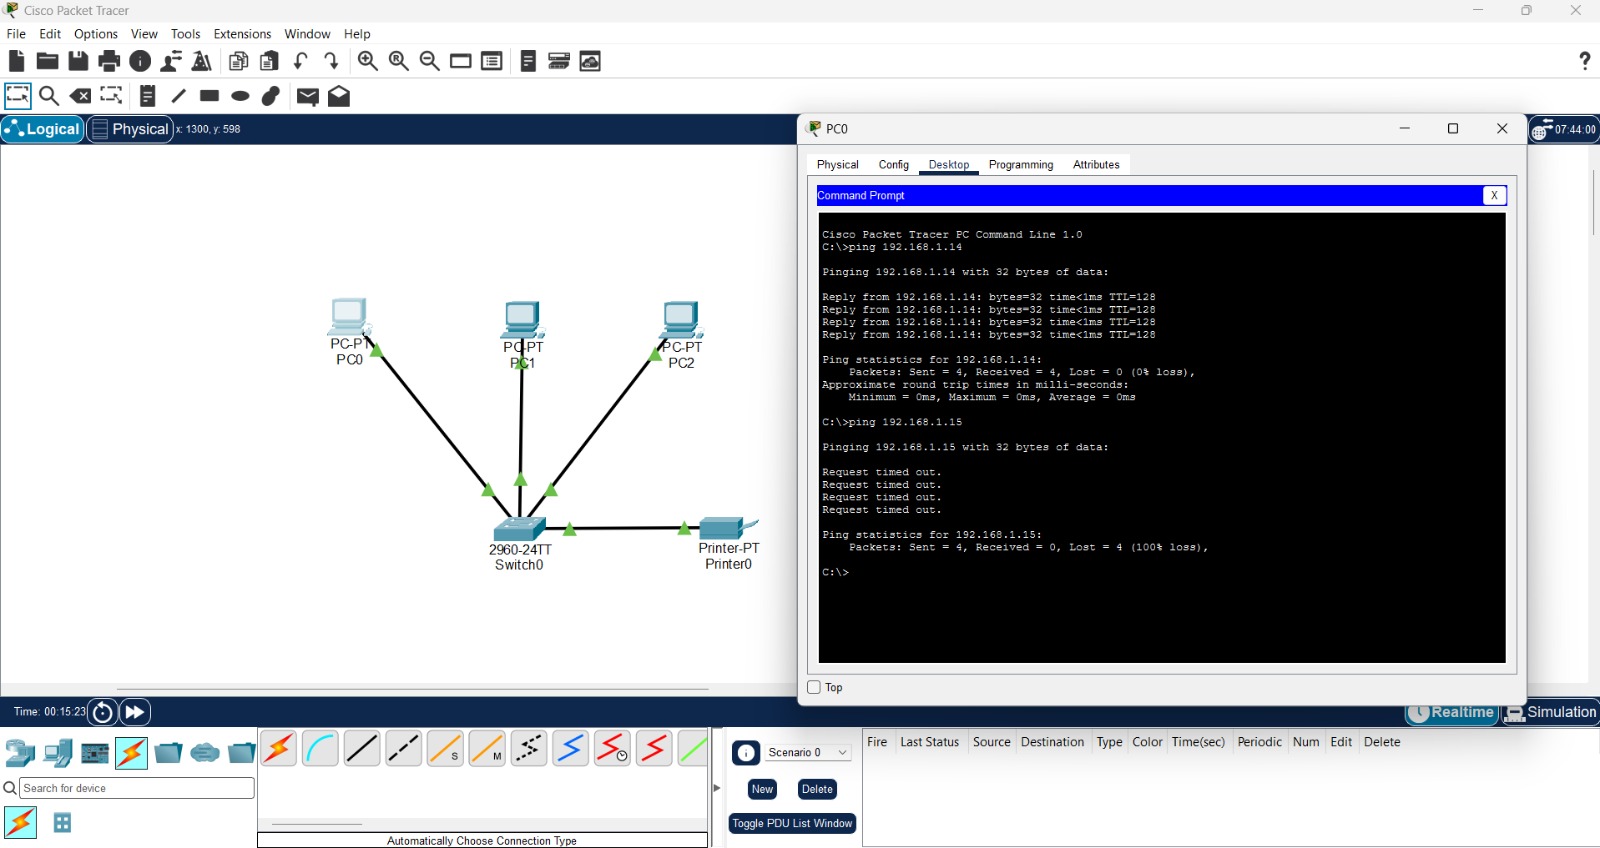 Cisco Packet Tracer
File Edit Options View Tools Extensions Window Help
?
Logical Physical x: 1300, y: 598
PC0
07:44:00
Physical Config Desktop Programming Attributes
Command Prompt X
Cisco Packet Tracer PC Command Line 1.0
C:\>ping 192.168.1.14
Pinging 192.168.1.14 with 32 bytes of data:
Reply from 192.168.1.14: bytes=32 time<1ms TTL=128
Reply from 192.168.1.14: bytes=32 time<1ms TTL=128
Reply from 192.168.1.14: bytes=32 time<1ms TTL=128
Reply from 192.168.1.14: bytes=32 time<1ms TTL=128
Ping statistics for 192.168.1.14:
Packets: Sent = 4, Received = 4, Lost = 0 (0% loss),
Approximate round trip times in milli-seconds:
Minimum = 0ms, Maximum = 0ms, Average = 0ms
C:\>ping 192.168.1.15
Pinging 192.168.1.15 with 32 bytes of data:
Request timed out.
Request timed out.
Request timed out.
Request timed out.
Ping statistics for 192.168.1.15:
Packets: Sent = 4, Received = 0, Lost = 4 (100% loss),
C:\>
Top
PC-PT
PC0
PC-PT
PC1
PC-PT
PC2
2960-24TT
Switch0
Printer-PT
Printer0
Time: 00:15:23
Realtime Simulation
S
M
Search for device
Automatically Choose Connection Type
Scenario 0
New Delete
Toggle PDU List Window
Fire Last Status Source Destination Type Color Time(sec) Periodic Num Edit Delete